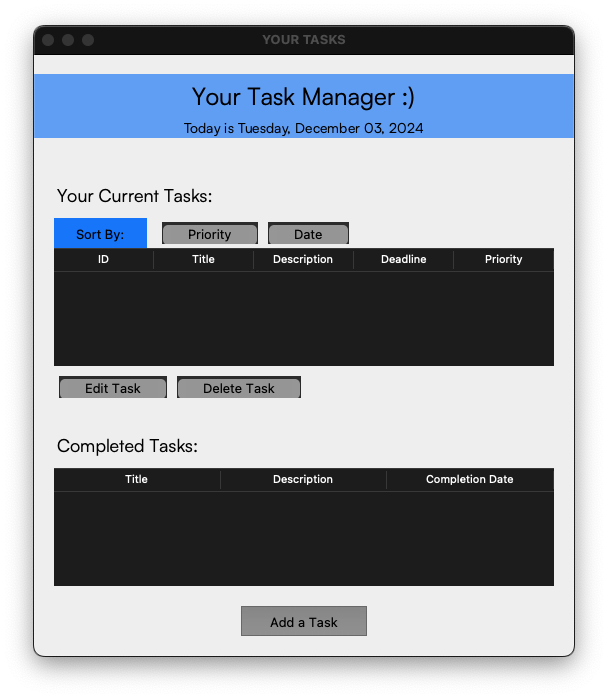 YOUR TASKS
Your Task Manager :)
Today is Tuesday, December 03, 2024
Your Current Tasks:
Sort By: Priority Date
ID Title Description Deadline Priority
Edit Task Delete Task
Completed Tasks:
Title Description Completion Date
Add a Task